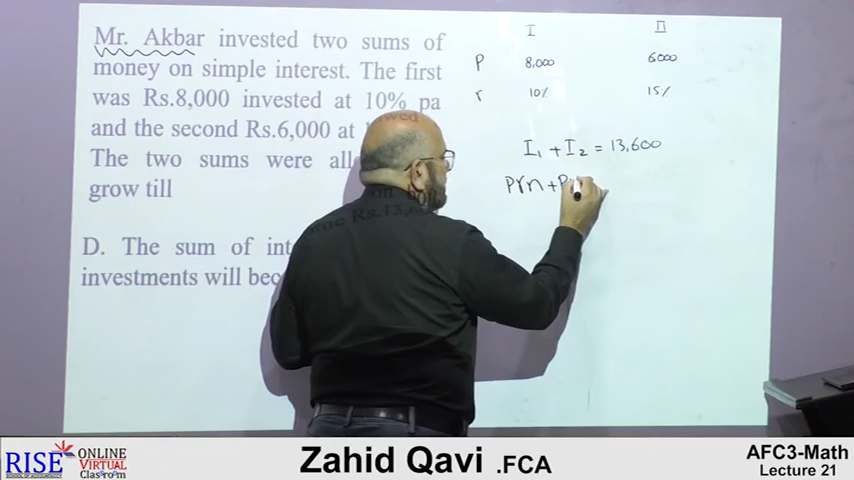 Mr. Akbar invested two sums of
money on simple interest. The first
was Rs.8,000 invested at 10% pa
and the second Rs.6,000 at
The two sums were
grow till
D. The sum of
investments will
I II
P 8,000 6000
r 10% 15%
I₁ + I₂ = 13,600
Prn + P
RISE ONLINE
VIRTUAL
Classroom
SCHOOL OF ACCOUNTANCY
Zahid Qavi .FCA
AFC3-Math
Lecture 21